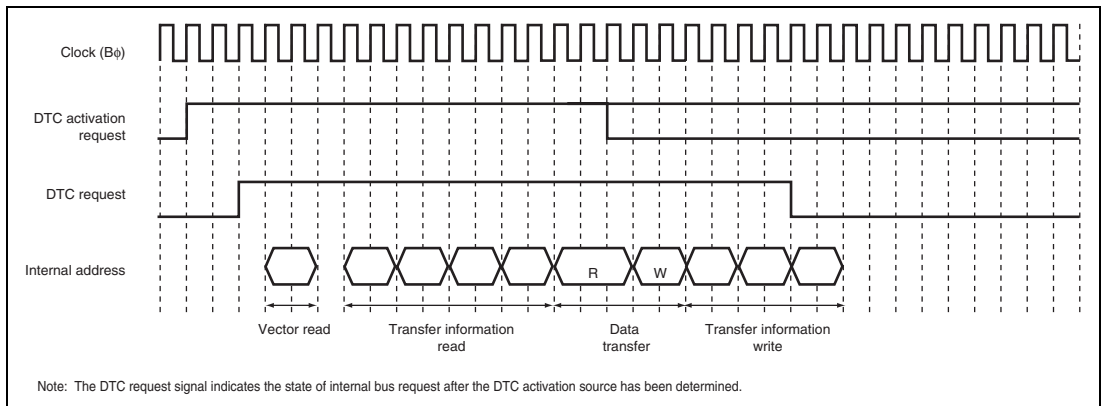 Clock (Bϕ)
DTC activation
request
DTC request
Internal address
R
W
Vector read
Transfer information
read
Data
transfer
Transfer information
write
Note: The DTC request signal indicates the state of internal bus request after the DTC activation source has been determined.